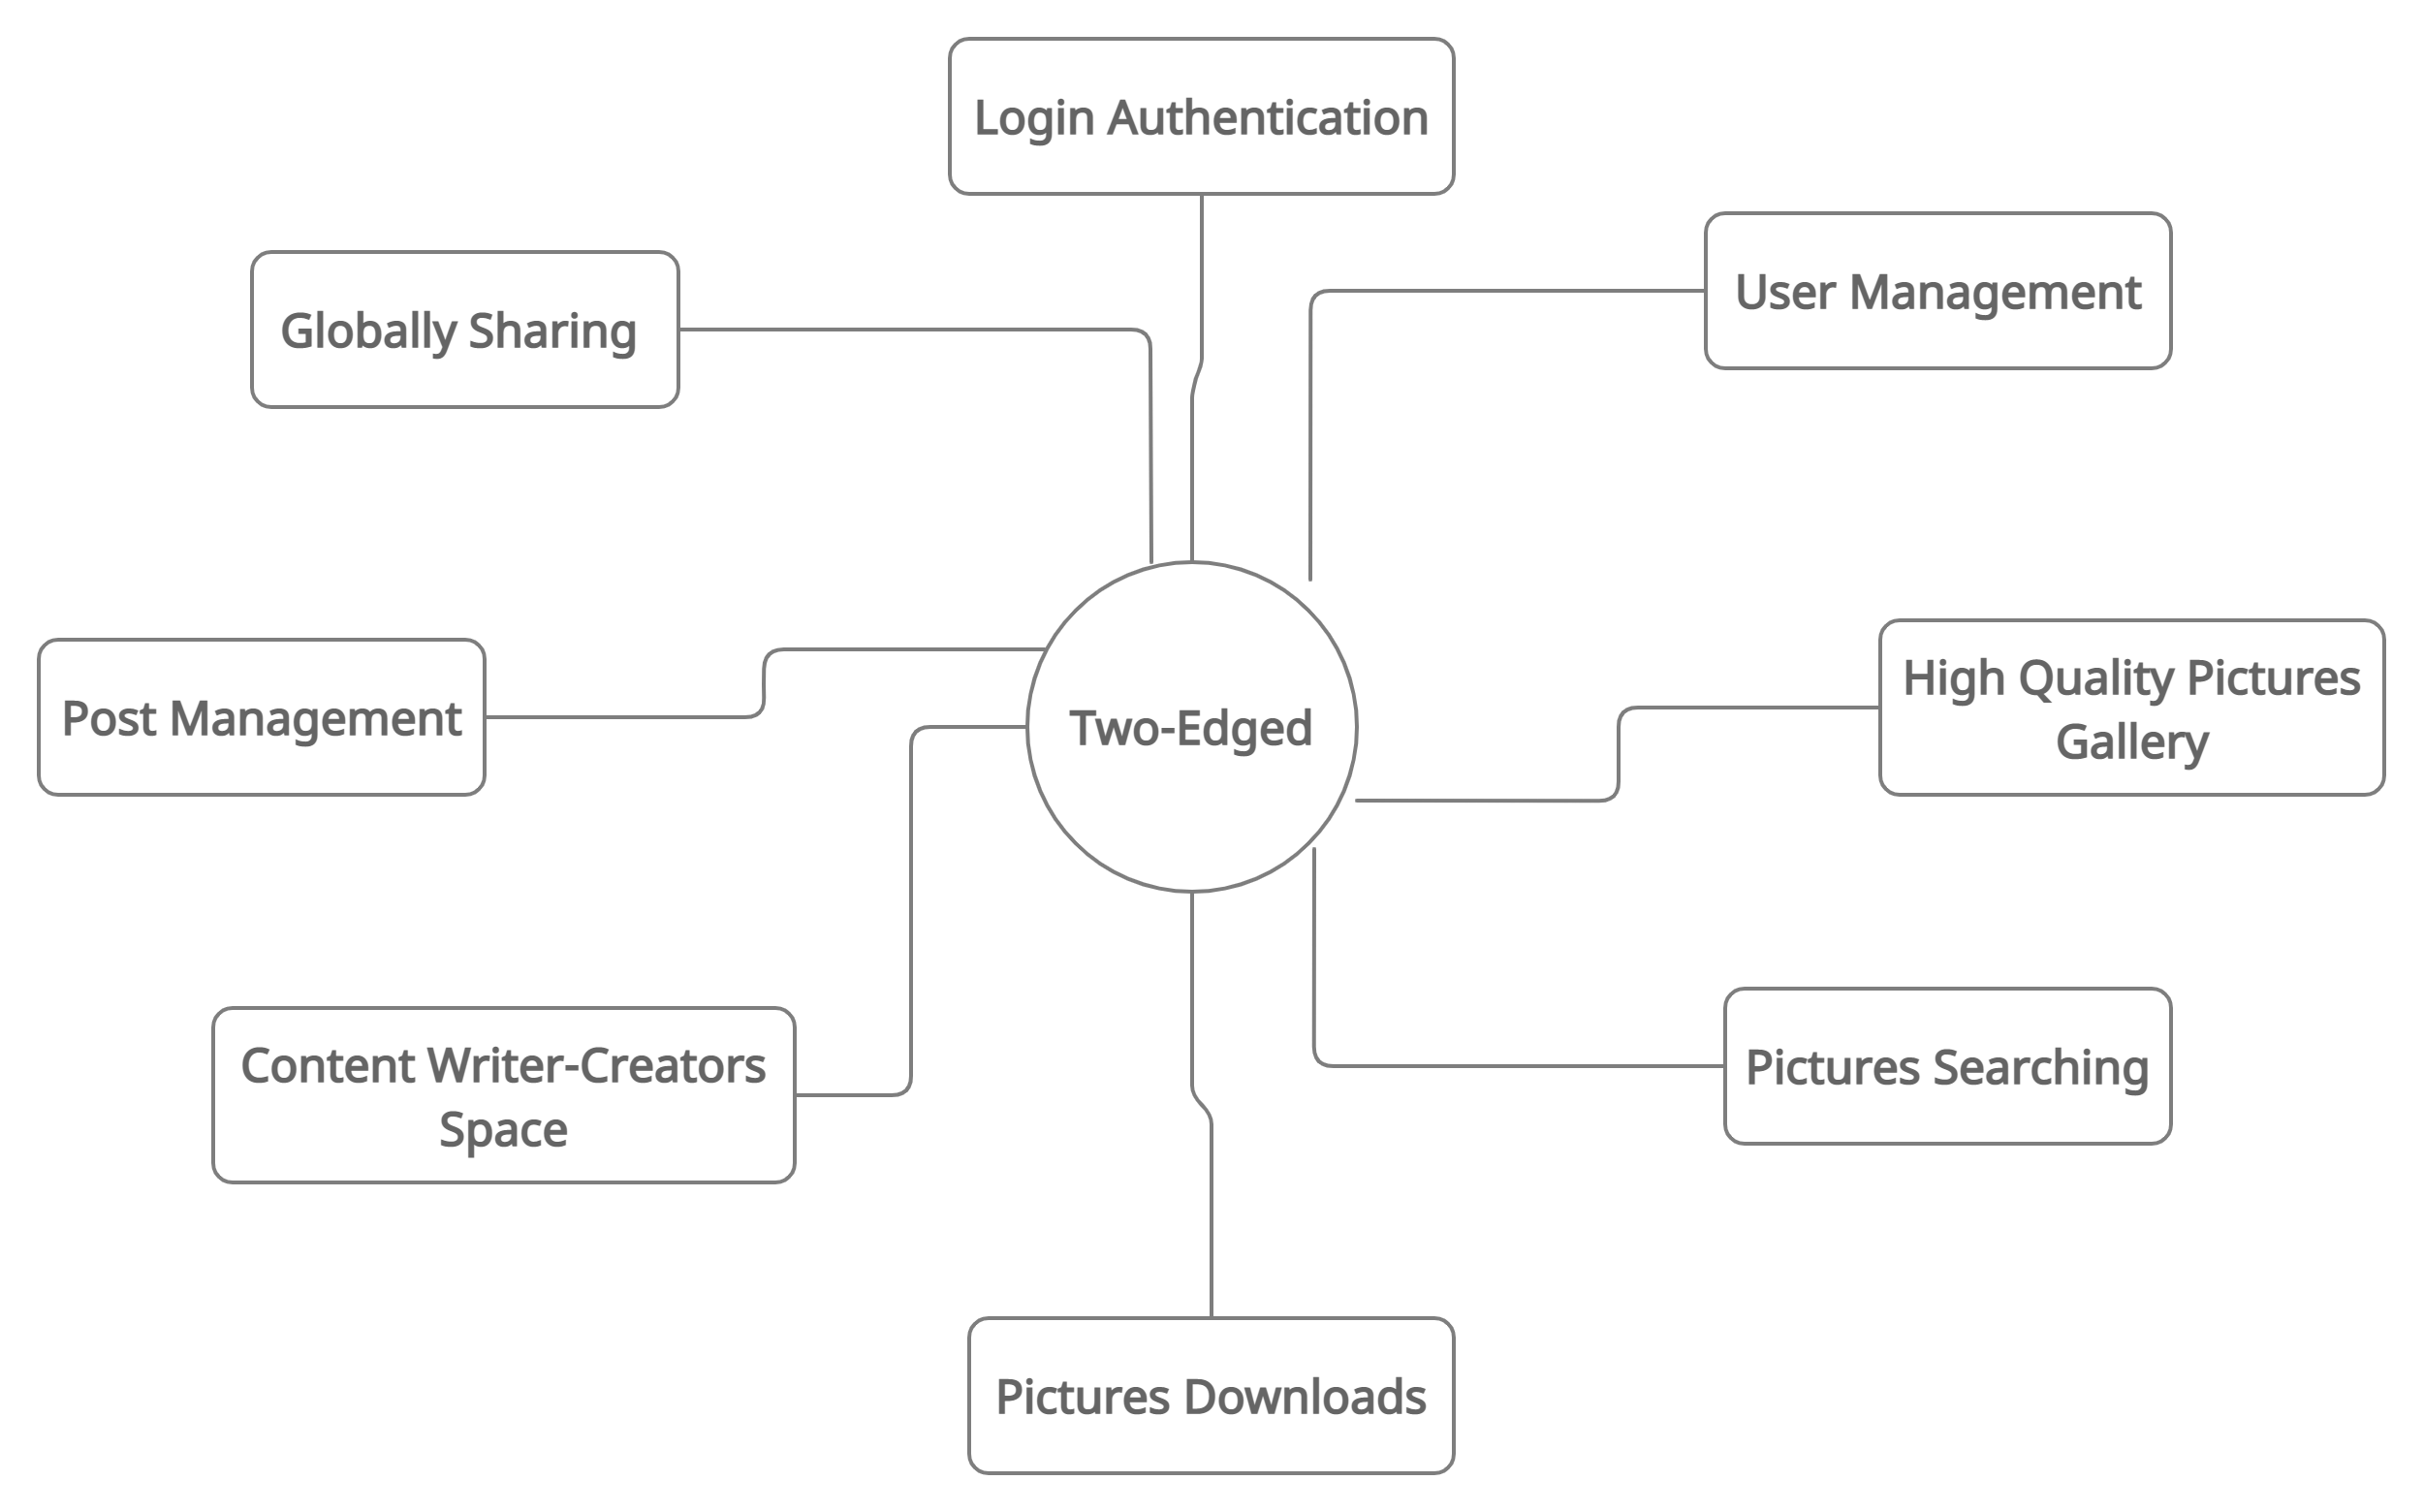 Login Authentication
User Management
Globally Sharing
High Quality Pictures
Gallery
Post Management
Two-Edged
Content Writer-Creators
Space
Pictures Searching
Pictures Downloads